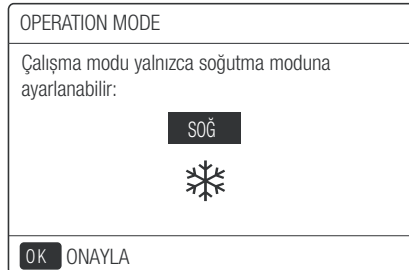 OPERATION MODE
Çalışma modu yalnızca soğutma moduna
ayarlanabilir:
SOĞ
OK ONAYLA